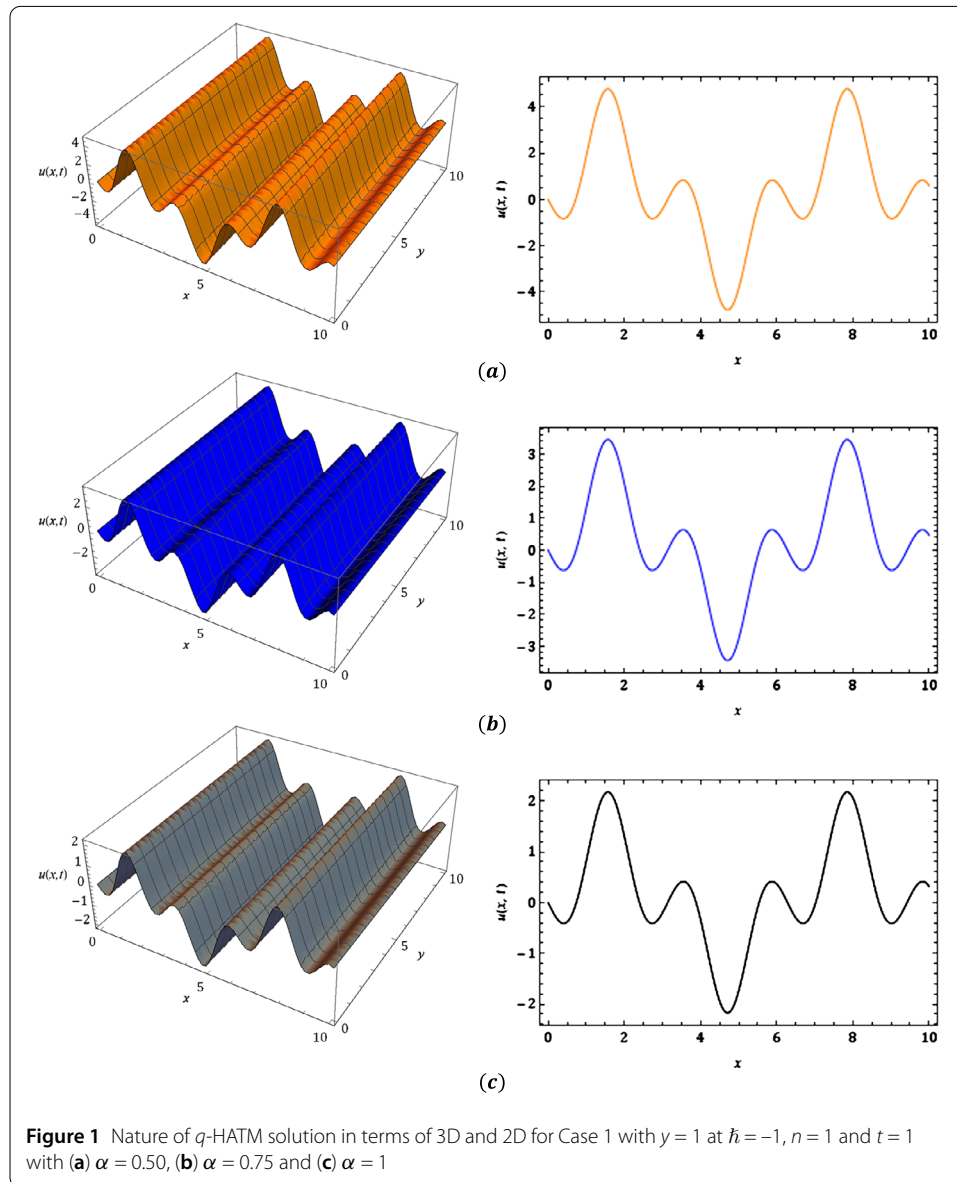 4
2
0
−2
−4
u(x,t)
0
5
10
x
0
5
10
y
4
2
0
−2
−4
u(x, t)
0 2 4 6 8 10
x
(a)
2
0
−2
u(x,t)
0
5
10
x
0
5
10
y
3
2
1
0
−1
−2
−3
u(x, t)
0 2 4 6 8 10
x
(b)
2
1
0
−1
−2
u(x,t)
0
5
10
x
0
5
10
y
2
1
0
−1
−2
u(x, t)
0 2 4 6 8 10
x
(c)
Figure 1 Nature of q-HATM solution in terms of 3D and 2D for Case 1 with y = 1 at ℏ = −1, n = 1 and t = 1
with (a) α = 0.50, (b) α = 0.75 and (c) α = 1